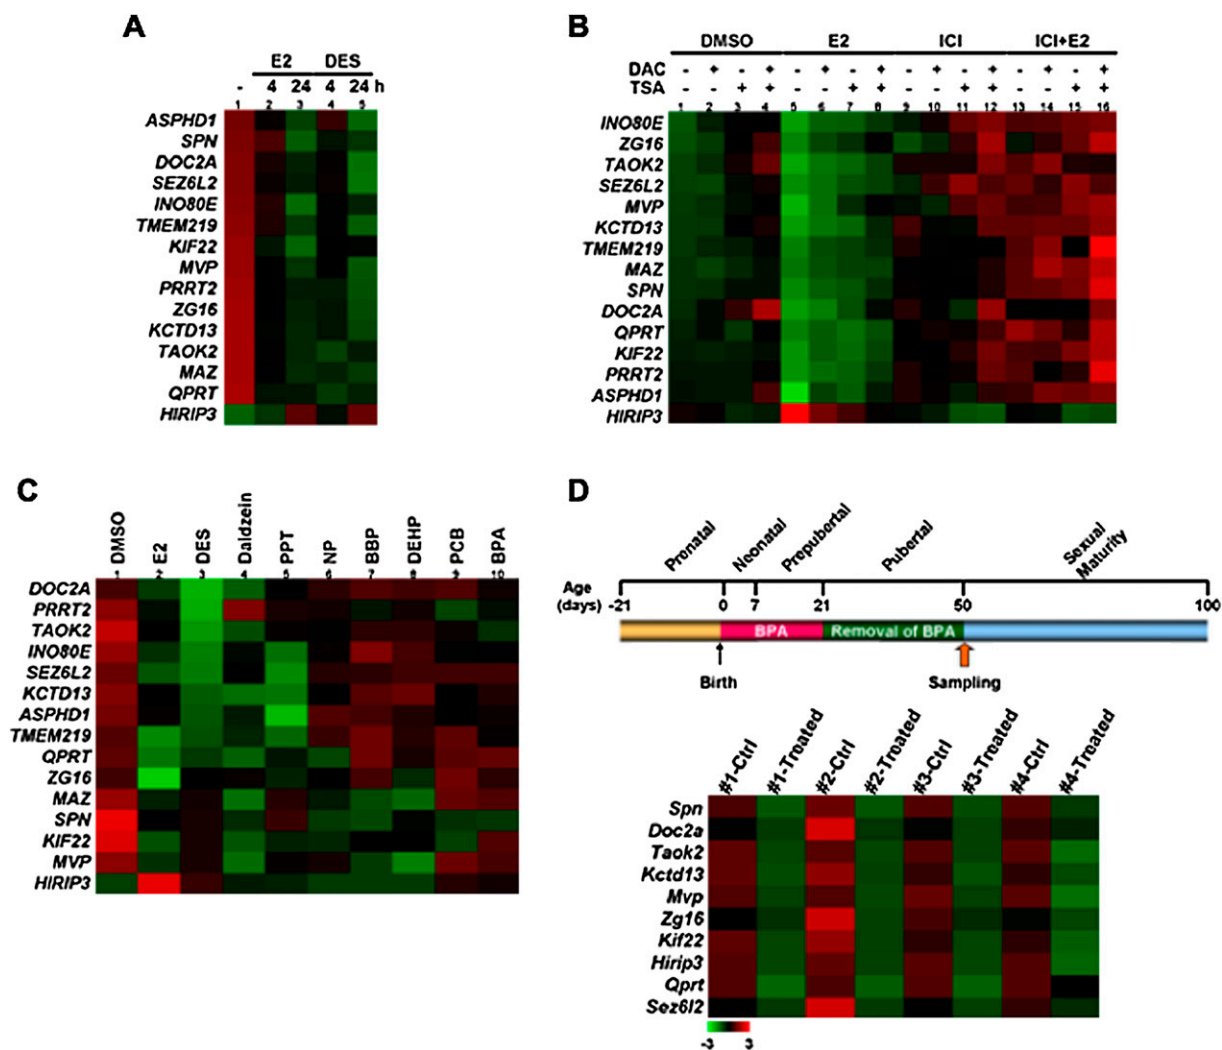 A
E2 DES
- 4 24 4 24 h
1 2 3 4 5
ASPHD1
SPN
DOC2A
SEZ6L2
INO80E
TMEM219
KIF22
MVP
PRRT2
ZG16
KCTD13
TAOK2
MAZ
QPRT
HIRIP3
B
DMSO E2 ICI ICI+E2
DAC - + - + - + - + - + - + - + - +
TSA - - + + - - + + - - + + - - + +
1 2 3 4 5 6 7 8 9 10 11 12 13 14 15 16
INO80E
ZG16
TAOK2
SEZ6L2
MVP
KCTD13
TMEM219
MAZ
SPN
DOC2A
QPRT
KIF22
PRRT2
ASPHD1
HIRIP3
C
DMSO E2 DES Daidzein PPT NP BBP DEHP PCB BPA
1 2 3 4 5 6 7 8 9 10
DOC2A
PRRT2
TAOK2
INO80E
SEZ6L2
KCTD13
ASPHD1
TMEM219
QPRT
ZG16
MAZ
SPN
KIF22
MVP
HIRIP3
D
Prenatal Neonatal Prepubertal Pubertal Sexual Maturity
Age
(days) -21 0 7 21 50 100
BPA Removal of BPA
Birth Sampling
#1-Ctrl #1-Treated #2-Ctrl #2-Treated #3-Ctrl #3-Treated #4-Ctrl #4-Treated
Spn
Doc2a
Taok2
Kctd13
Mvp
Zg16
Kif22
Hirip3
Qprt
Sez6l2
-3 3